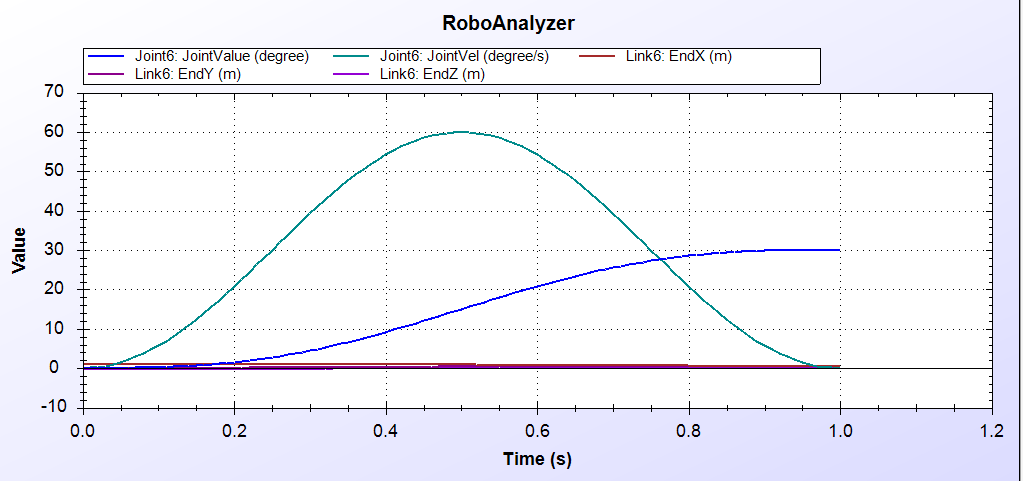 RoboAnalyzer
Joint6: JointValue (degree) Joint6: JointVel (degree/s) Link6: EndX (m)
Link6: EndY (m) Link6: EndZ (m)
70
60
50
40
30
20
10
0
-10
Value
0.0 0.2 0.4 0.6 0.8 1.0 1.2
Time (s)